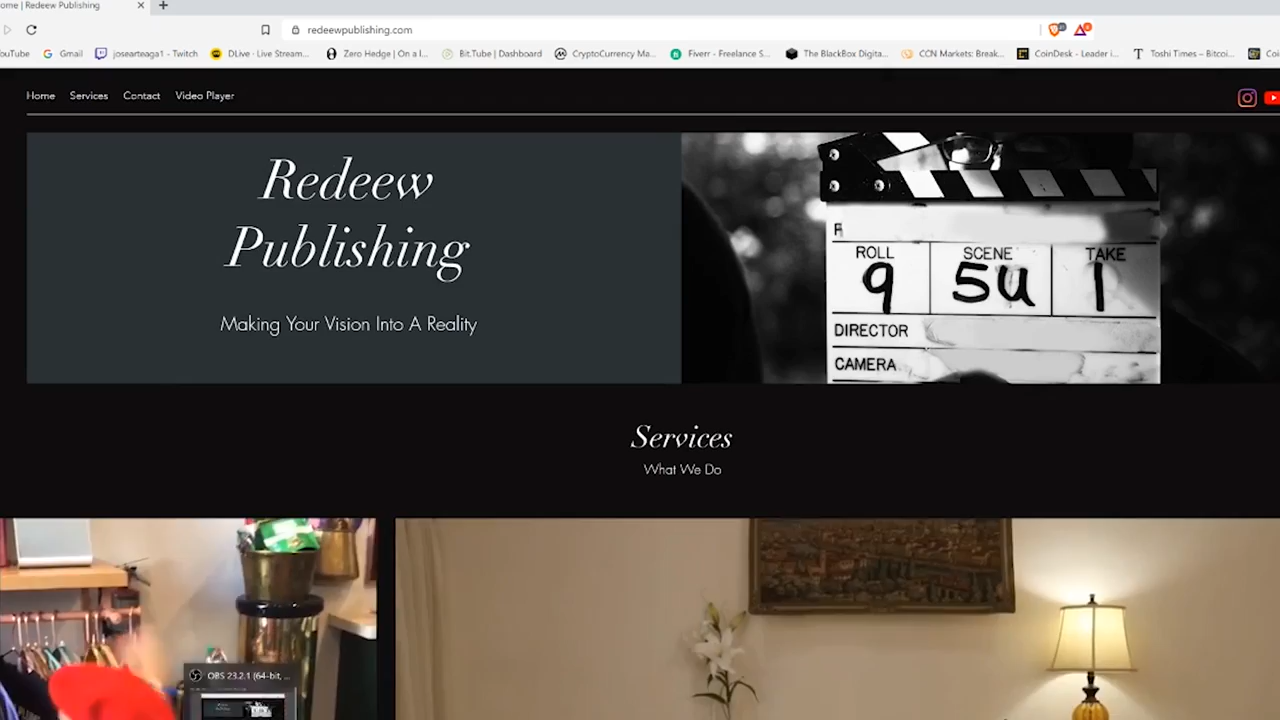 ome | Redeew Publishing
redeewpublishing.com
ouTube
Gmail
josearteaga1 - Twitch
DLive · Live Stream...
Zero Hedge | On a l...
Bit.Tube | Dashboard
CryptoCurrency Ma...
Fiverr - Freelance S...
The BlackBox Digita...
CCN Markets: Break...
CoinDesk - Leader i...
Toshi Times – Bitcoi...
Home
Services
Contact
Video Player
Redeew
Publishing
Making Your Vision Into A Reality
ROLL
SCENE
TAKE
9
5U
1
DIRECTOR
CAMERA
Services
What We Do
OBS 23.2.1 (64-bit, ...